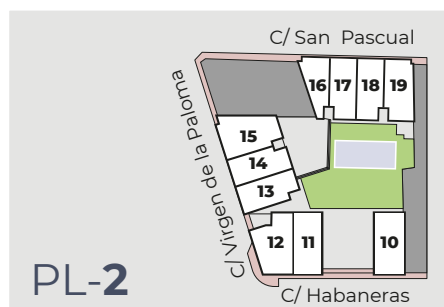 C/ San Pascual
16 17 18 19
C/ Virgen de la Paloma
15
14
13
12 11 10
PL-2
C/ Habaneras